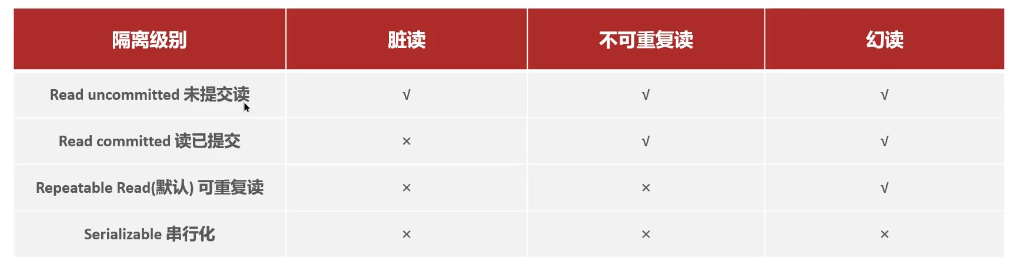 隔离级别 脏读 不可重复读 幻读
Read uncommitted 未提交读 √ √ √
Read committed 读已提交 × √ √
Repeatable Read(默认) 可重复读 × × √
Serializable 串行化 × × ×